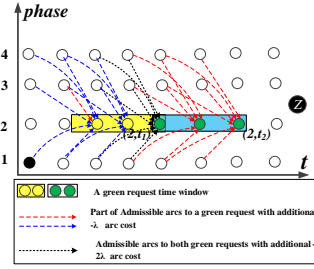 phase
4
3
2
1
(2,t₁)
(2,t₂)
Z
t
A green request time window
Part of Admissible arcs to a green request with additional
-λ arc cost
Admissible arcs to both green requests with additional -
2λ arc cost